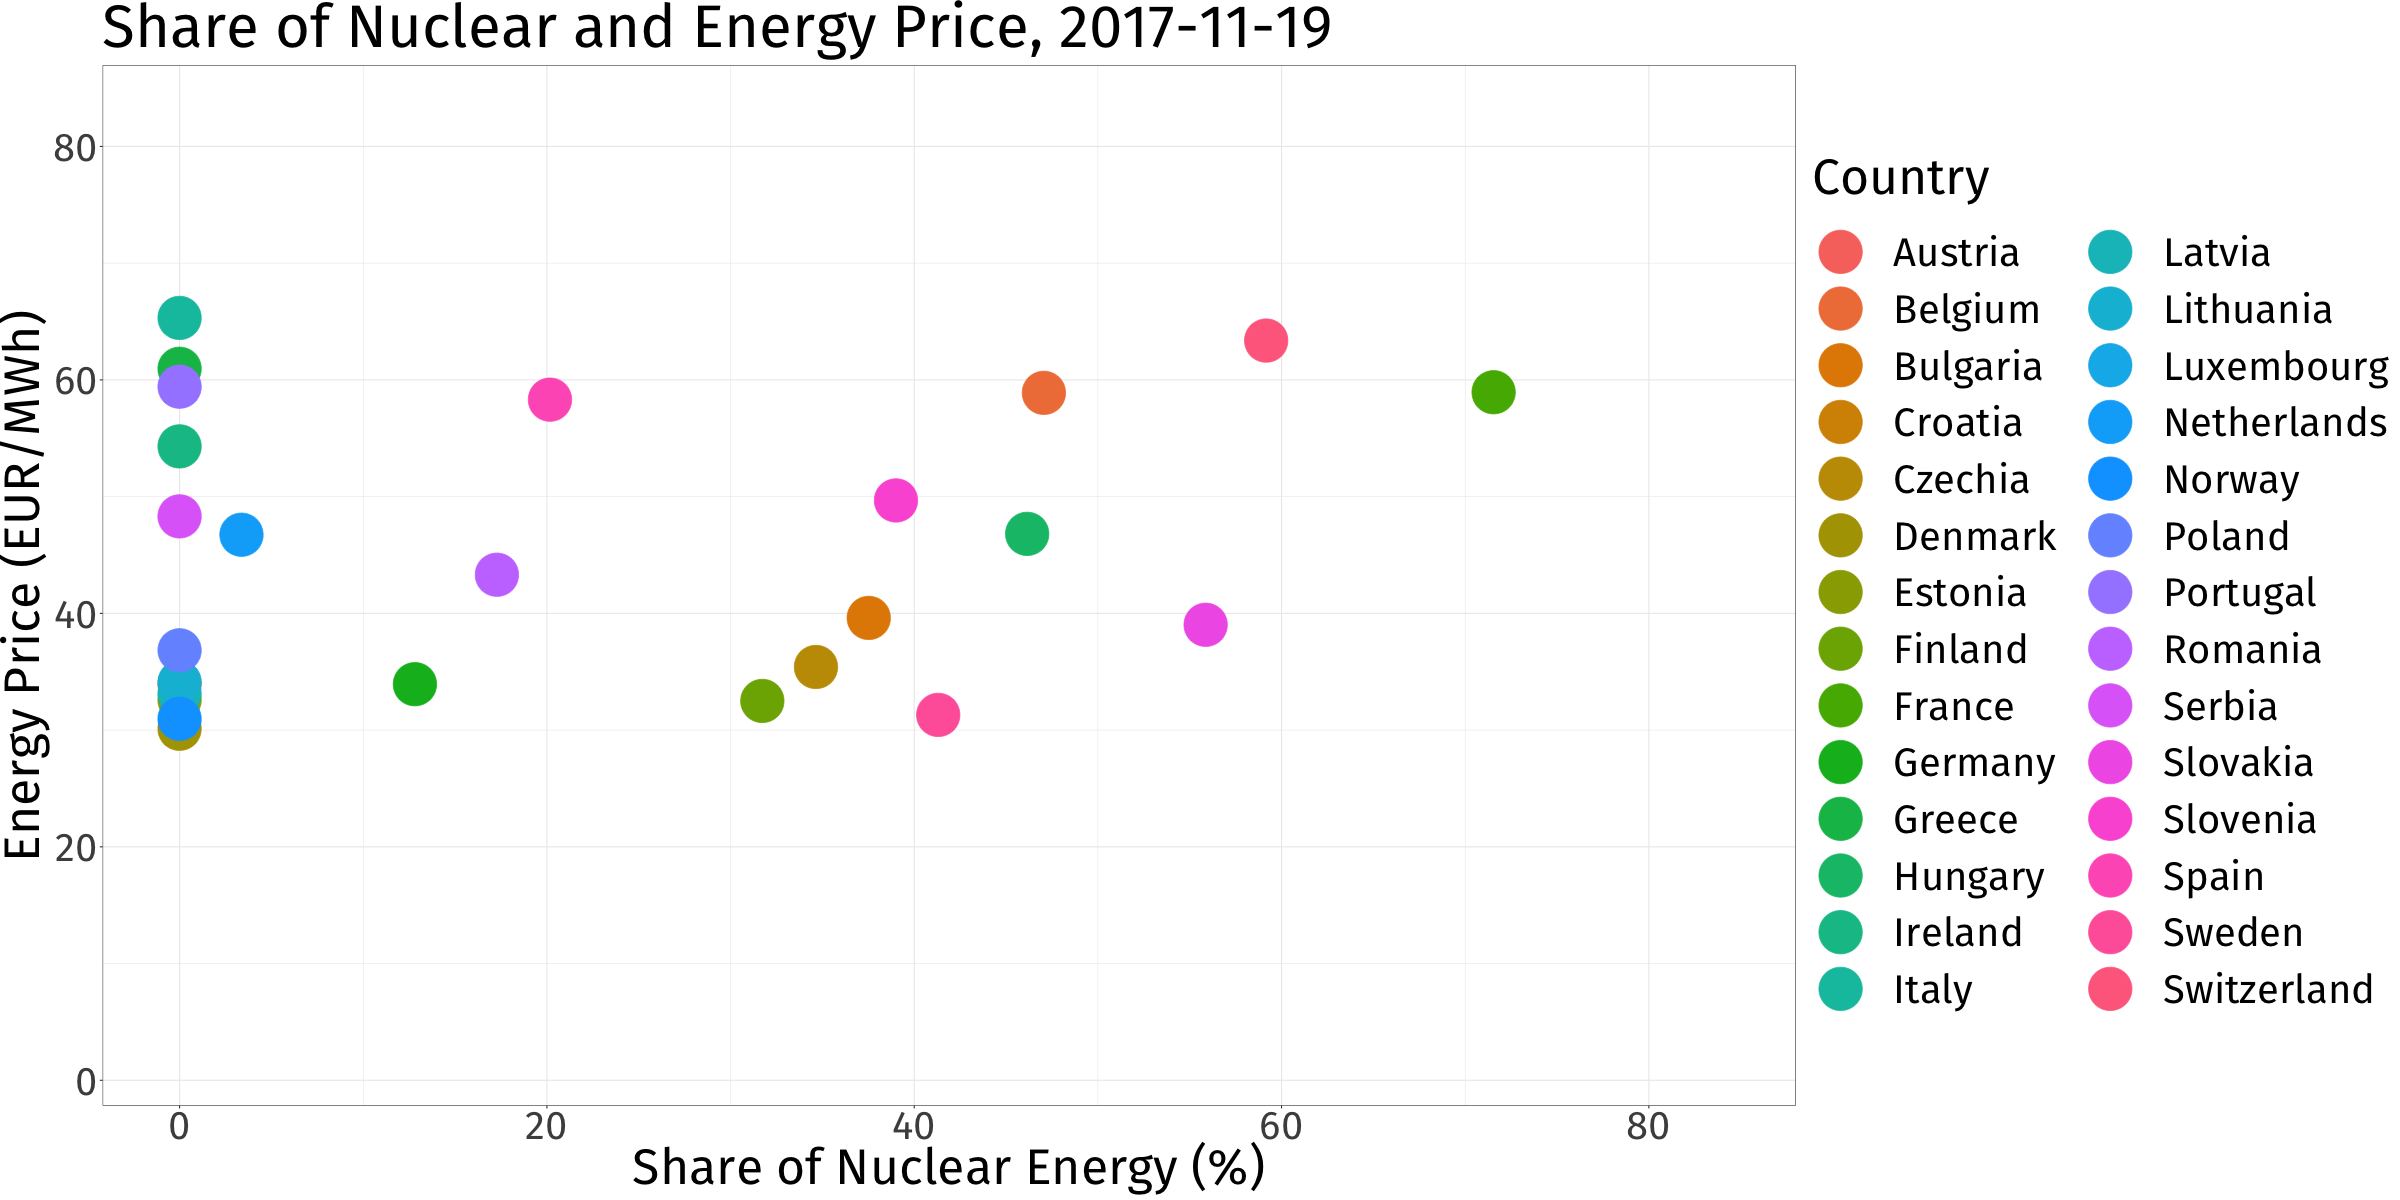 Share of Nuclear and Energy Price, 2017-11-19
Energy Price (EUR/MWh)
80
60
40
20
0
0 20 40 60 80
Share of Nuclear Energy (%)
Country
Austria
Belgium
Bulgaria
Croatia
Czechia
Denmark
Estonia
Finland
France
Germany
Greece
Hungary
Ireland
Italy
Latvia
Lithuania
Luxembourg
Netherlands
Norway
Poland
Portugal
Romania
Serbia
Slovakia
Slovenia
Spain
Sweden
Switzerland